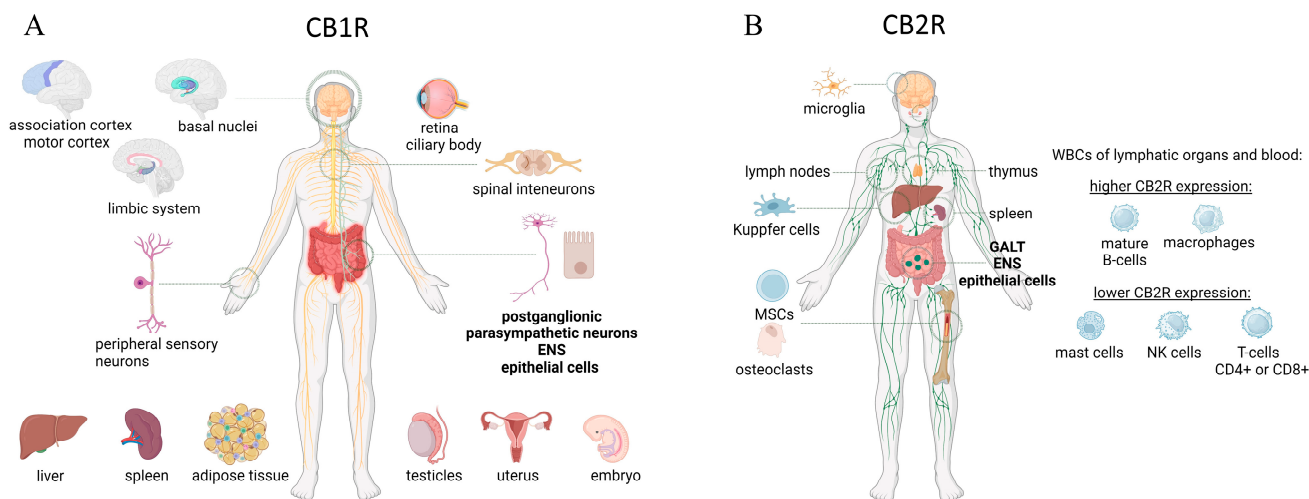 A
CB1R
association cortex
motor cortex
basal nuclei
limbic system
retina
ciliary body
spinal inteneurons
peripheral sensory
neurons
postganglionic
parasympathetic neurons
ENS
epithelial cells
liver
spleen
adipose tissue
testicles
uterus
embryo
B
CB2R
microglia
lymph nodes
thymus
Kuppfer cells
spleen
GALT
ENS
epithelial cells
MSCs
osteoclasts
WBCs of lymphatic organs and blood:
higher CB2R expression:
mature
B-cells
macrophages
lower CB2R expression:
mast cells
NK cells
T-cells
CD4+ or CD8+